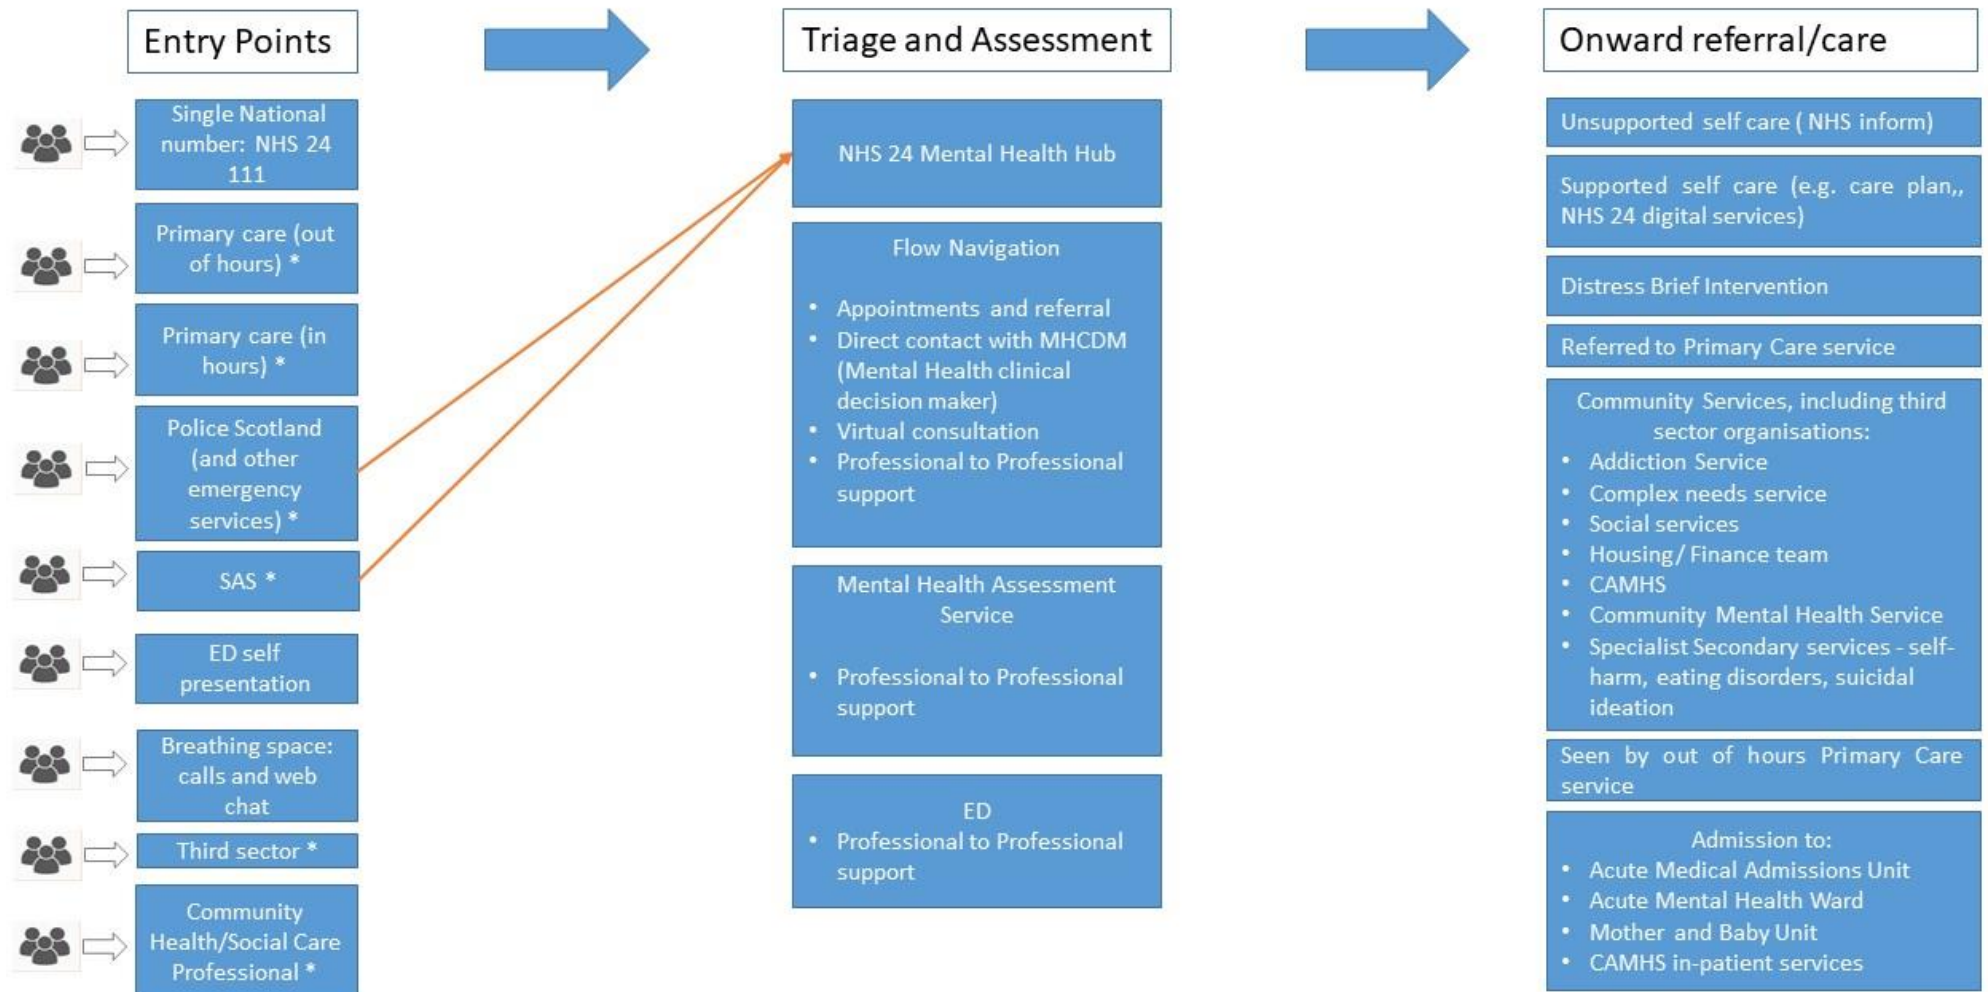 Entry Points
Single National
number: NHS 24
111
Primary care (out
of hours) *
Primary care (in
hours) *
Police Scotland
(and other
emergency
services) *
SAS *
ED self
presentation
Breathing space:
calls and web
chat
Third sector *
Community
Health/Social Care
Professional *
Triage and Assessment
NHS 24 Mental Health Hub
Flow Navigation
• Appointments and referral
• Direct contact with MHCDM
(Mental Health clinical
decision maker)
• Virtual consultation
• Professional to Professional
support
Mental Health Assessment
Service
• Professional to Professional
support
ED
• Professional to Professional
support
Onward referral/care
Unsupported self care ( NHS inform)
Supported self care (e.g. care plan,,
NHS 24 digital services)
Distress Brief Intervention
Referred to Primary Care service
Community Services, including third
sector organisations:
• Addiction Service
• Complex needs service
• Social services
• Housing/ Finance team
• CAMHS
• Community Mental Health Service
• Specialist Secondary services - self-
harm, eating disorders, suicidal
ideation
Seen by out of hours Primary Care
service
Admission to:
• Acute Medical Admissions Unit
• Acute Mental Health Ward
• Mother and Baby Unit
• CAMHS in-patient services